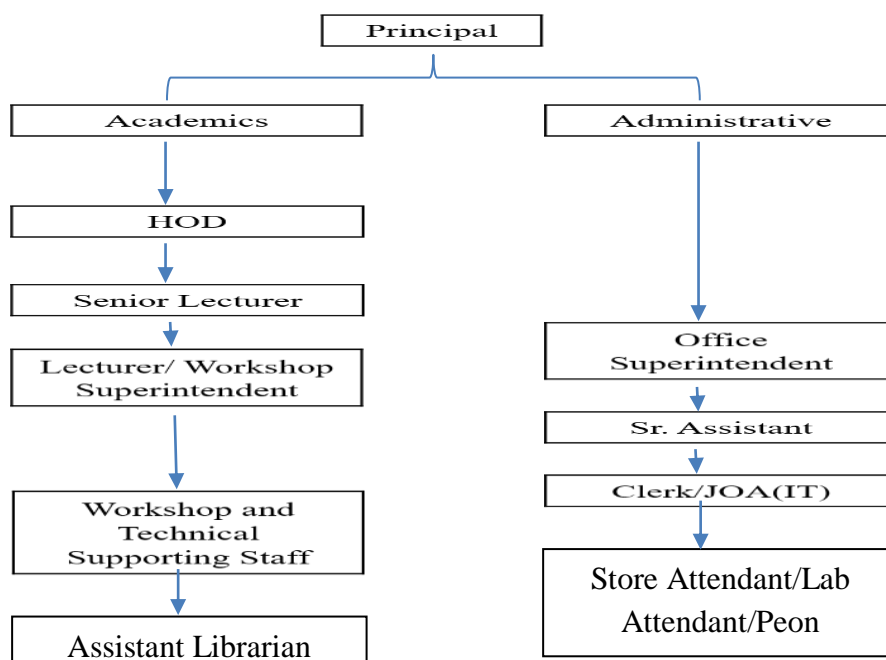 Principal
Academics
HOD
Senior Lecturer
Lecturer/ Workshop
Superintendent
Workshop and
Technical
Supporting Staff
Assistant Librarian
Administrative
Office
Superintendent
Sr. Assistant
Clerk/JOA(IT)
Store Attendant/Lab
Attendant/Peon